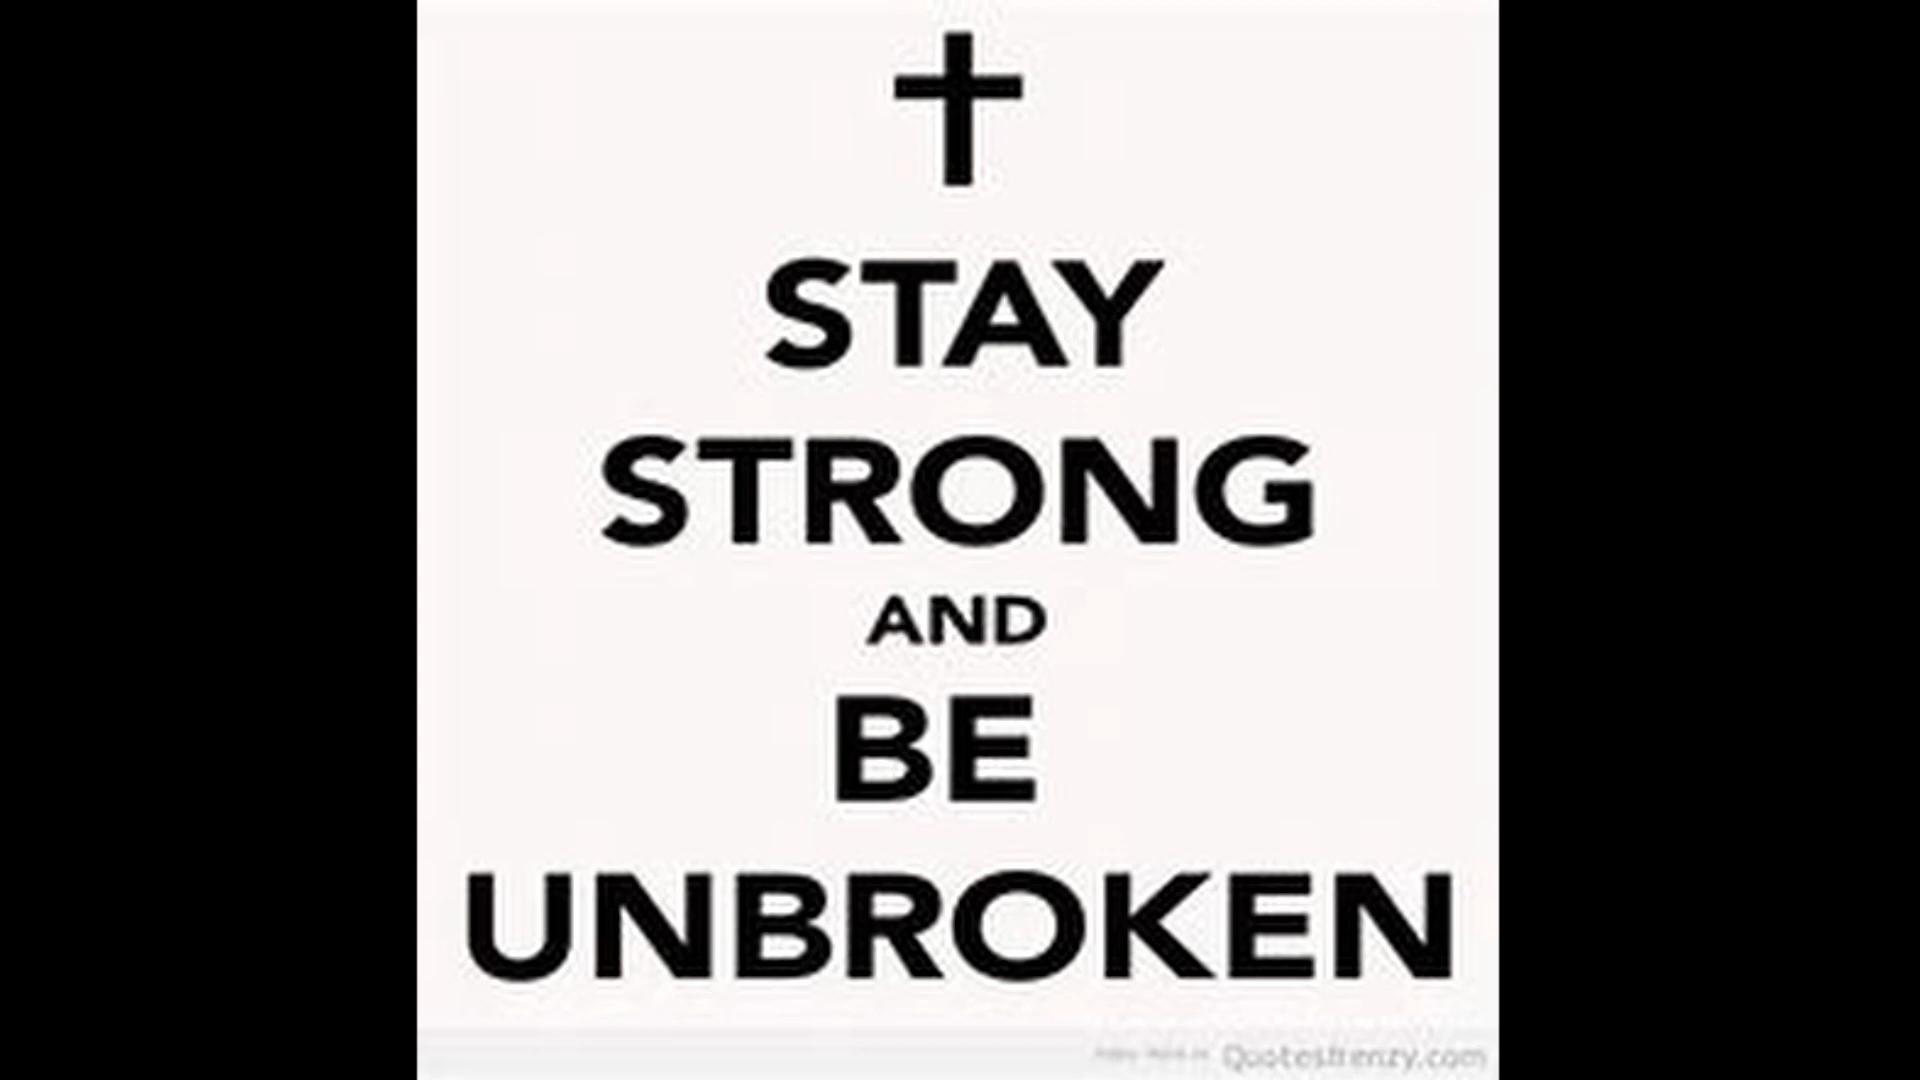 STAY
STRONG
AND
BE
UNBROKEN
Quotesfrenzy.com